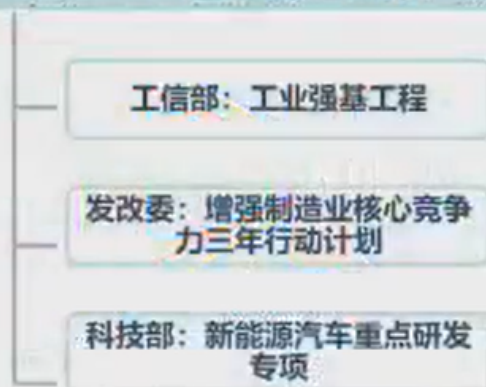 工信部：工业强基工程
发改委：增强制造业核心竞争
力三年行动计划
科技部：新能源汽车重点研发
专项